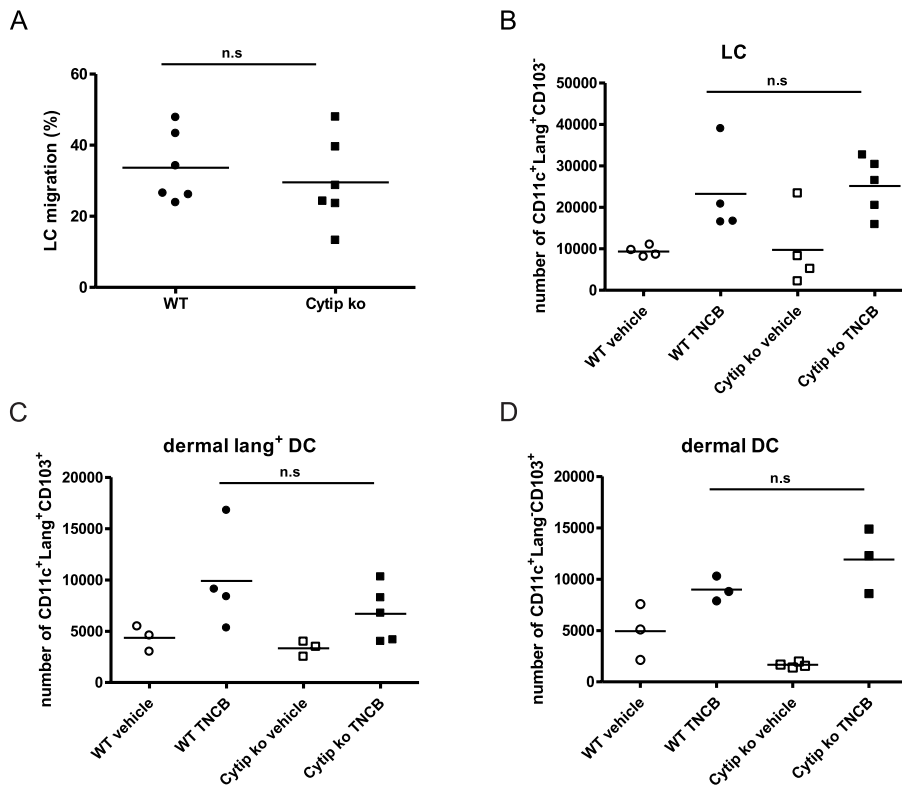 A
n.s
LC migration (%)
60
40
20
0
WT
Cytip ko
B
LC
n.s
number of CD11c⁺Lang⁺CD103⁻
50000
40000
30000
20000
10000
0
WT vehicle
WT TNCB
Cytip ko vehicle
Cytip ko TNCB
C
dermal lang⁺ DC
n.s
number of CD11c⁺Lang⁺CD103⁺
20000
15000
10000
5000
0
WT vehicle
WT TNCB
Cytip ko vehicle
Cytip ko TNCB
D
dermal DC
n.s
number of CD11c⁺Lang⁻CD103⁺
20000
15000
10000
5000
0
WT vehicle
WT TNCB
Cytip ko vehicle
Cytip ko TNCB